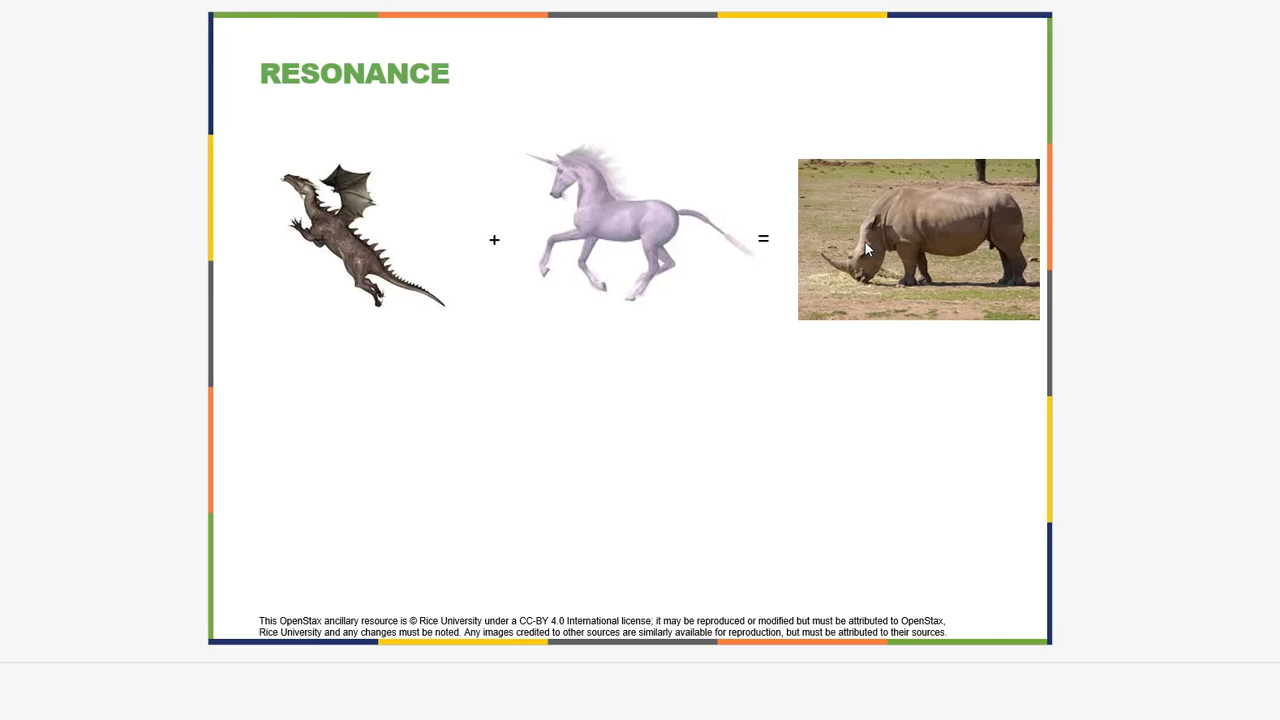 RESONANCE
+
=
This OpenStax ancillary resource is © Rice University under a CC-BY 4.0 International license; it may be reproduced or modified but must be attributed to OpenStax,
Rice University and any changes must be noted. Any images credited to other sources are similarly available for reproduction, but must be attributed to their sources.